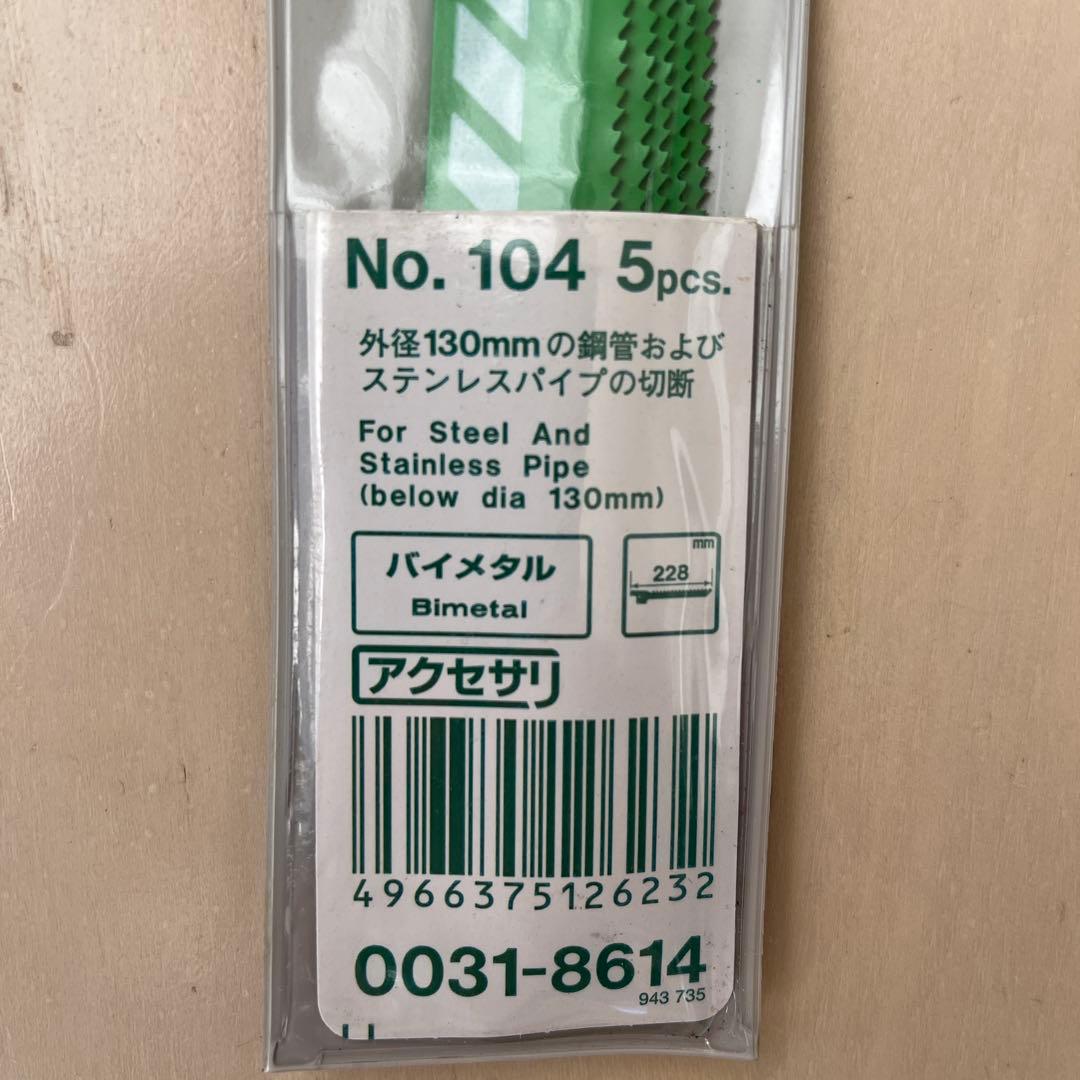 No. 104 5pcs.
外径130mmの鋼管および
ステンレスパイプの切断
For Steel And
Stainless Pipe
(below dia 130mm)
バイメタル
Bimetal
mm
228
アクセサリ
4966375126232
0031-8614
943 735